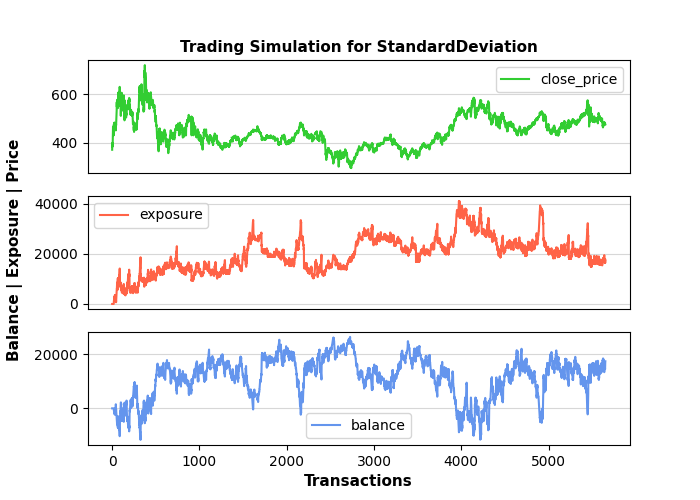 Trading Simulation for StandardDeviation
close_price
600
400
Balance | Exposure | Price
exposure
40000
20000
0
20000
0
balance
0 1000 2000 3000 4000 5000
Transactions